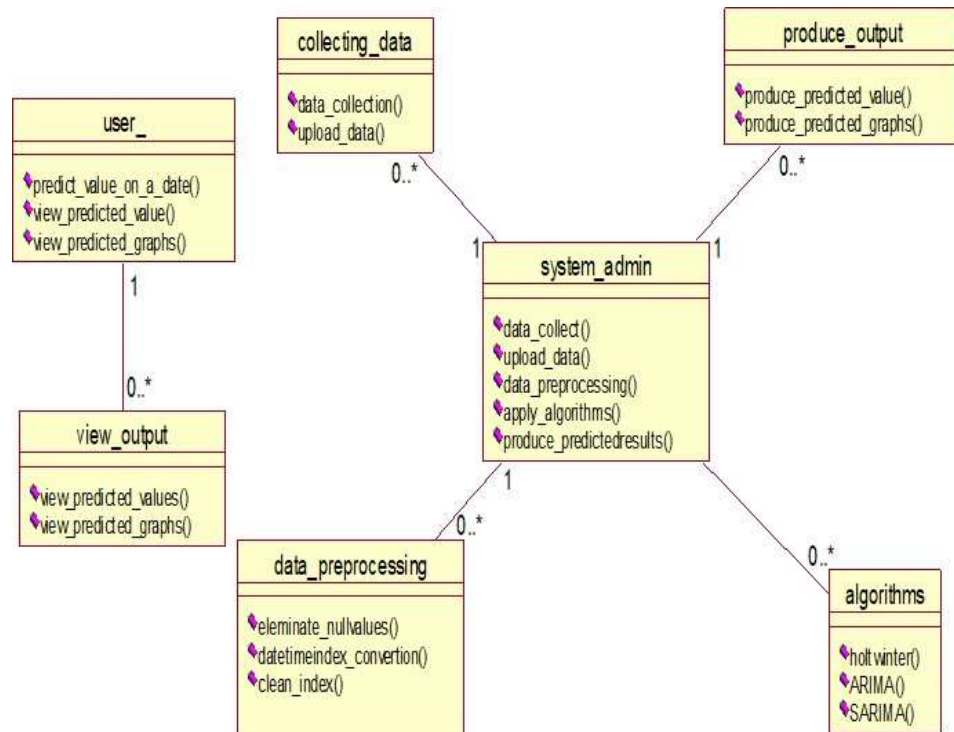 collecting_data
data_collection()
upload_data()
0..*
1
produce_output
produce_predicted_value()
produce_predicted_graphs()
0..*
1
user_
predict_value_on_a_date()
view_predicted_value()
view_predicted_graphs()
1
0..*
view_output
view_predicted_values()
view_predicted_graphs()
system_admin
data_collect()
upload_data()
data_preprocessing()
apply_algorithms()
produce_predictedresults()
1
0..*
data_preprocessing
eleminate_nullvalues()
datetimeindex_convertion()
clean_index()
0..*
algorithms
holtwinter()
ARIMA()
SARIMA()